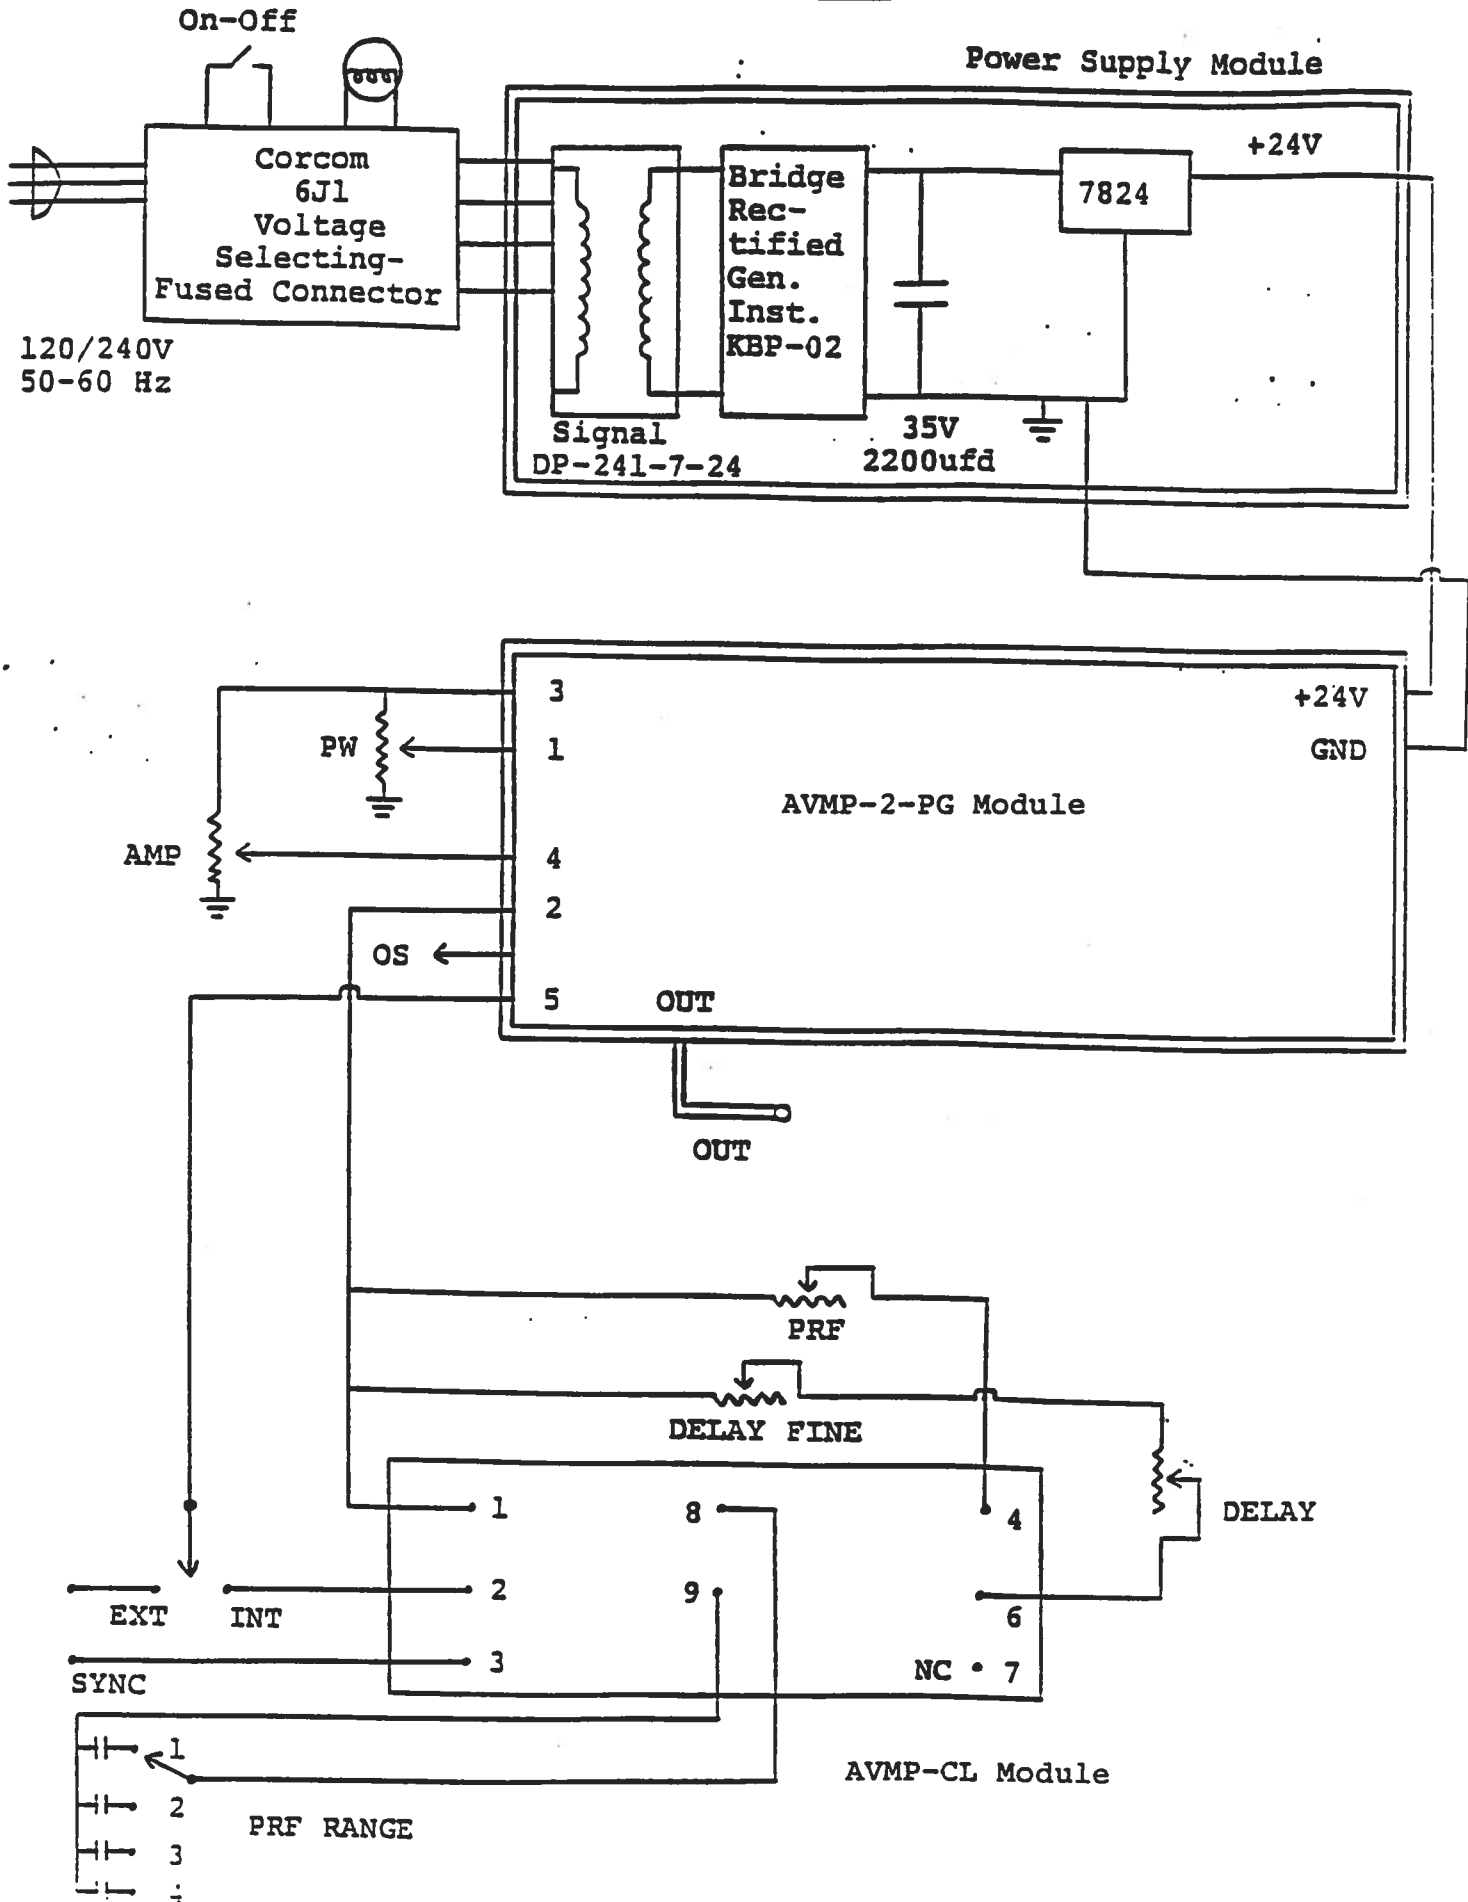 On-Off
Power Supply Module
Corcom
6J1
Voltage
Selecting-
Fused Connector
120/240V
50-60 Hz
Bridge
Rec-
tified
Gen.
Inst.
KBP-02
7824
+24V
Signal
DP-241-7-24
35V
2200ufd
3
PW
1
AMP
4
2
OS
5
OUT
+24V
GND
AVMP-2-PG Module
OUT
PRF
DELAY FINE
DELAY
1
8
4
2
9
6
3
NC
7
EXT
INT
SYNC
1
2
3
PRF RANGE
AVMP-CL Module